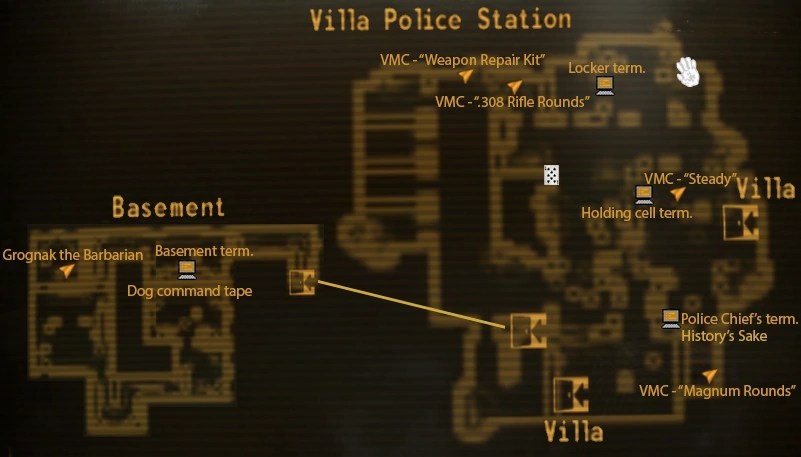 Villa Police Station
VMC - “Weapon Repair Kit”
Locker term.
VMC - “.308 Rifle Rounds”
VMC - “Steady”
Villa
Holding cell term.
Basement
Grognak the Barbarian
Basement term.
Dog command tape
Police Chief’s term.
History’s Sake
VMC - “Magnum Rounds”
Villa